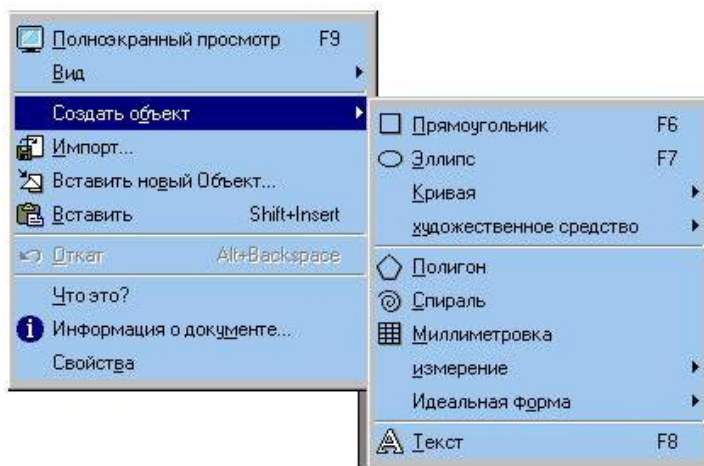 Полноэкранный просмотр F9
Вид
Создать объект
Импорт...
Вставить новый Объект...
Вставить Shift+Insert
Откат Alt+Backspace
Что это?
Информация о документе...
Свойства
Прямоугольник F6
Эллипс F7
Кривая
художественное средство
Полигон
Спираль
Миллиметровка
измерение
Идеальная форма
Текст F8